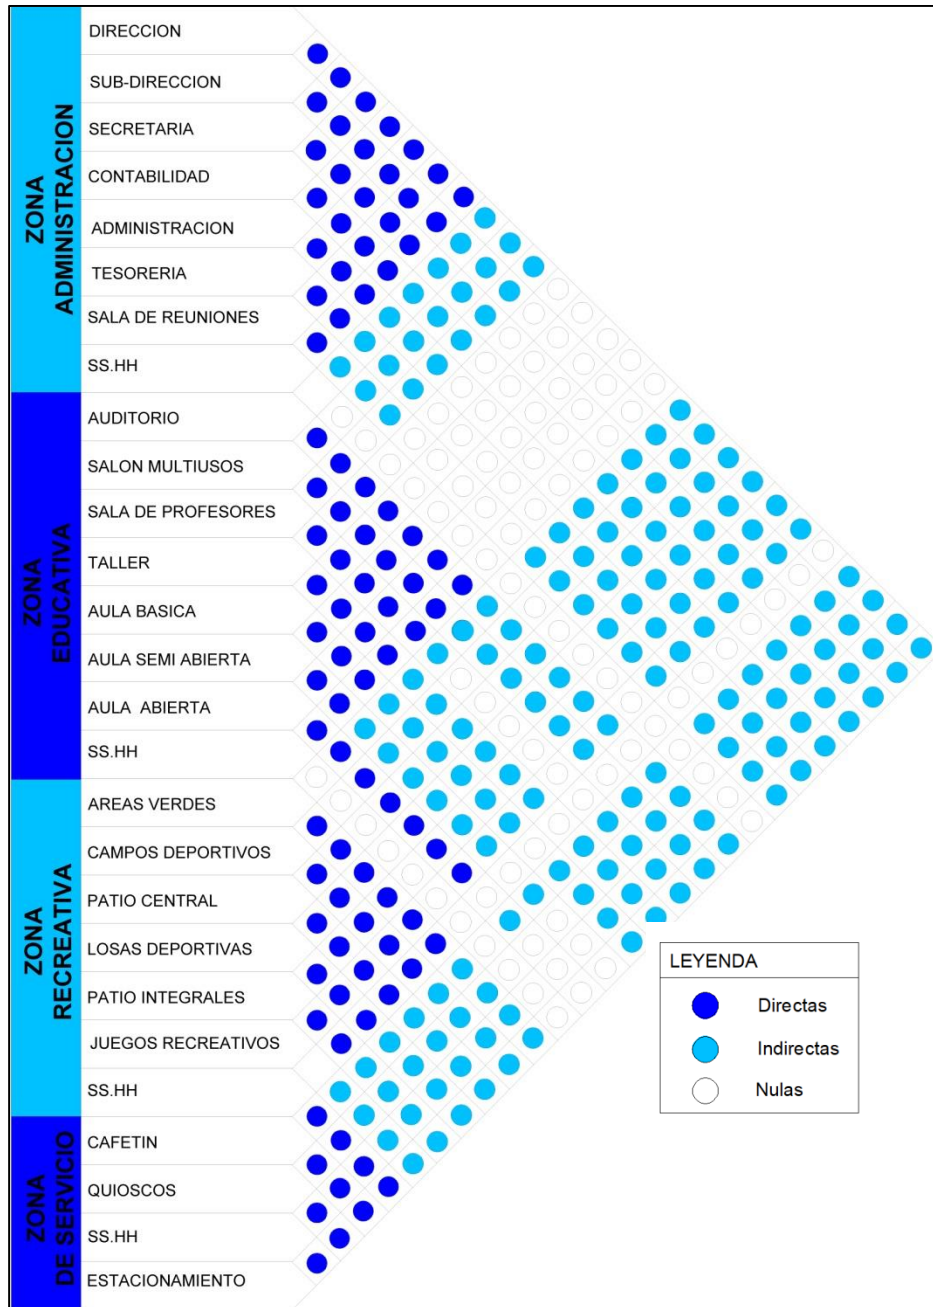 ZONA
ADMINISTRACION
DIRECCION
SUB-DIRECCION
SECRETARIA
CONTABILIDAD
ADMINISTRACION
TESORERIA
SALA DE REUNIONES
SS.HH
ZONA
EDUCATIVA
AUDITORIO
SALON MULTIUSOS
SALA DE PROFESORES
TALLER
AULA BASICA
AULA SEMI ABIERTA
AULA ABIERTA
SS.HH
ZONA
RECREATIVA
AREAS VERDES
CAMPOS DEPORTIVOS
PATIO CENTRAL
LOSAS DEPORTIVAS
PATIO INTEGRALES
JUEGOS RECREATIVOS
SS.HH
ZONA
DE SERVICIO
CAFETIN
QUIOSCOS
SS.HH
ESTACIONAMIENTO
LEYENDA
Directas
Indirectas
Nulas